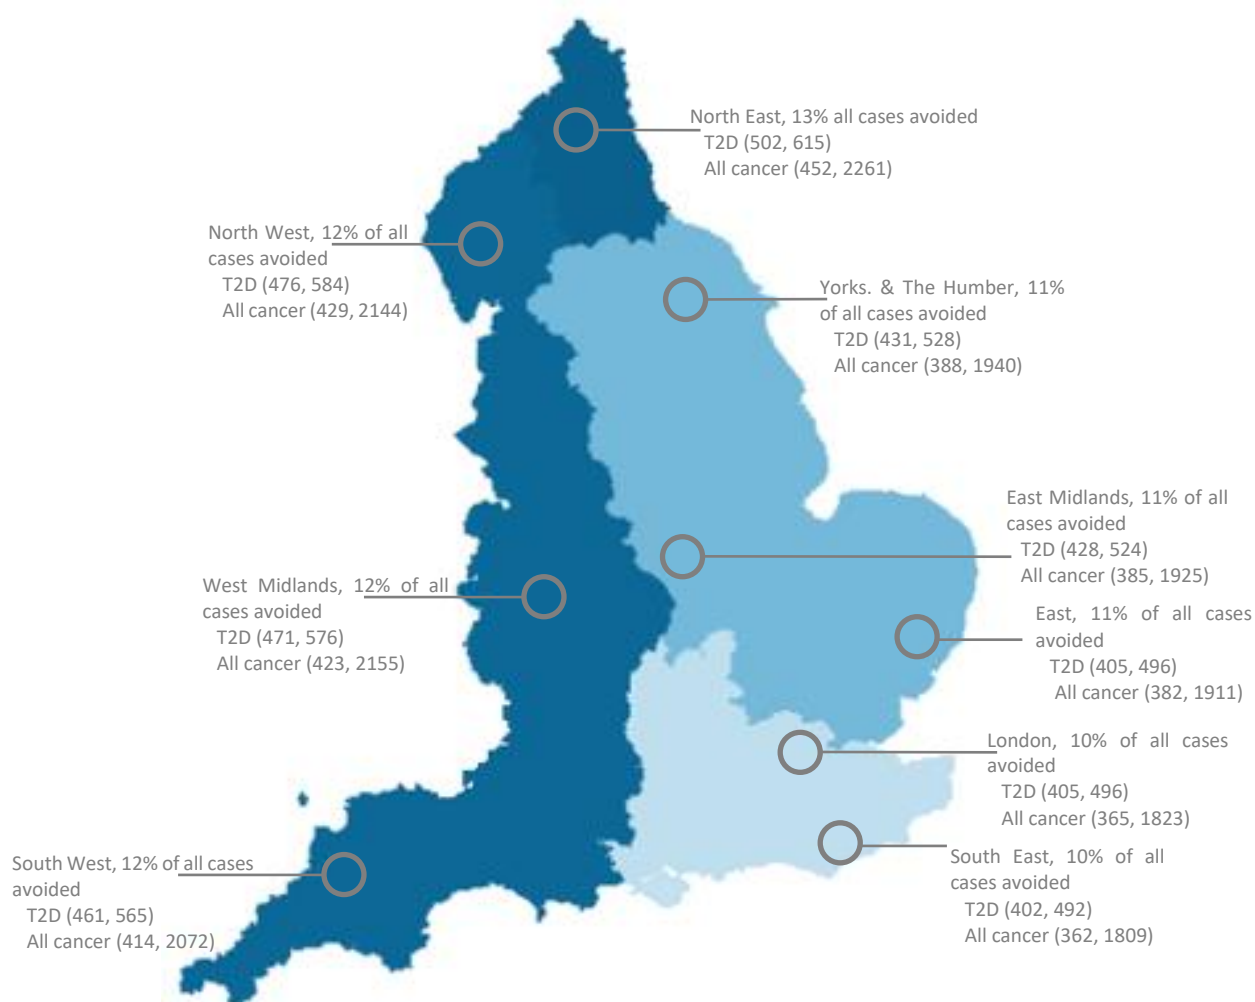 North East, 13% all cases avoided
T2D (502, 615)
All cancer (452, 2261)
North West, 12% of all
cases avoided
T2D (476, 584)
All cancer (429, 2144)
Yorks. & The Humber, 11%
of all cases avoided
T2D (431, 528)
All cancer (388, 1940)
East Midlands, 11% of all
cases avoided
T2D (428, 524)
All cancer (385, 1925)
West Midlands, 12% of all
cases avoided
T2D (471, 576)
All cancer (423, 2155)
East, 11% of all cases
avoided
T2D (405, 496)
All cancer (382, 1911)
London, 10% of all cases
avoided
T2D (405, 496)
All cancer (365, 1823)
South East, 10% of all
cases avoided
T2D (402, 492)
All cancer (362, 1809)
South West, 12% of all cases
avoided
T2D (461, 565)
All cancer (414, 2072)